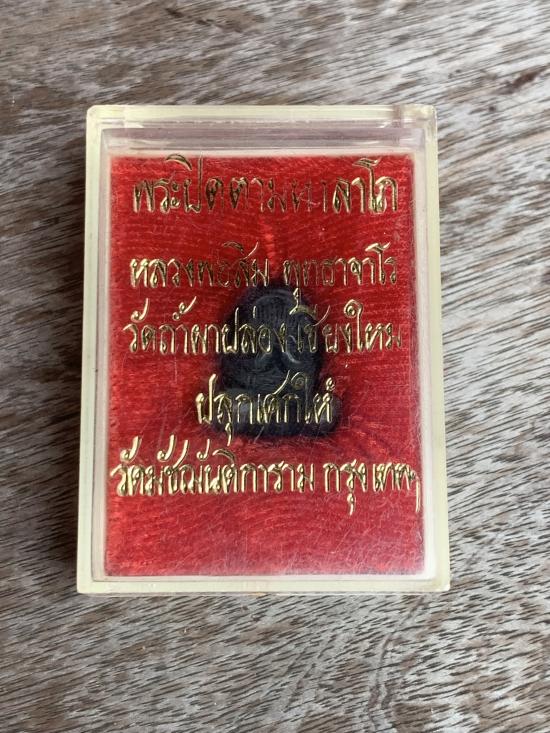 พระปิดตามหาลาโภ
หลวงพ่อสิม พุทธาจาโร
วัดถ้ำผาปล่อง เชียงใหม่
ปลุกเศกให้
วัดมัชฌันติการาม กรุงเทพฯ